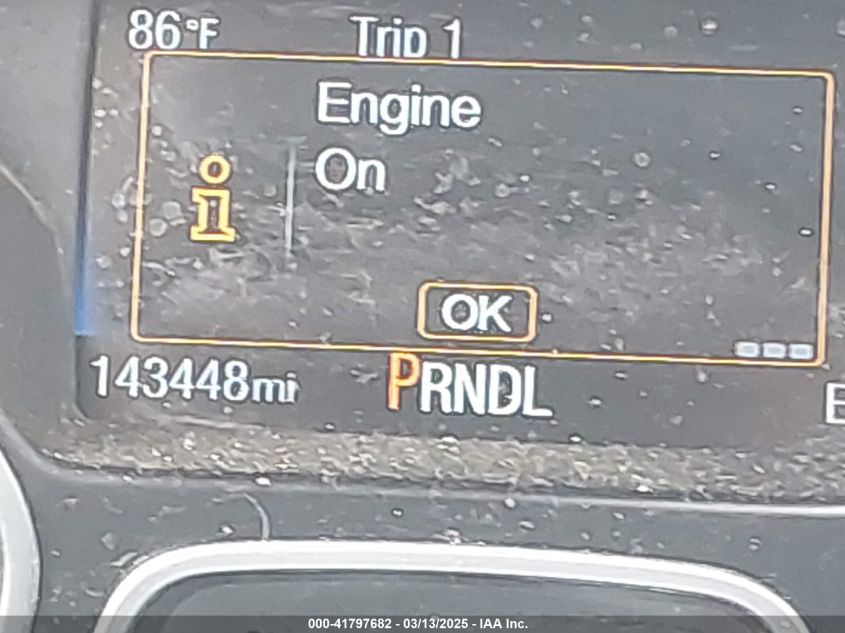 86°F Trip 1
Engine
On
OK
143448mi PRNDL E
000-41797682 - 03/13/2025 - IAA Inc.